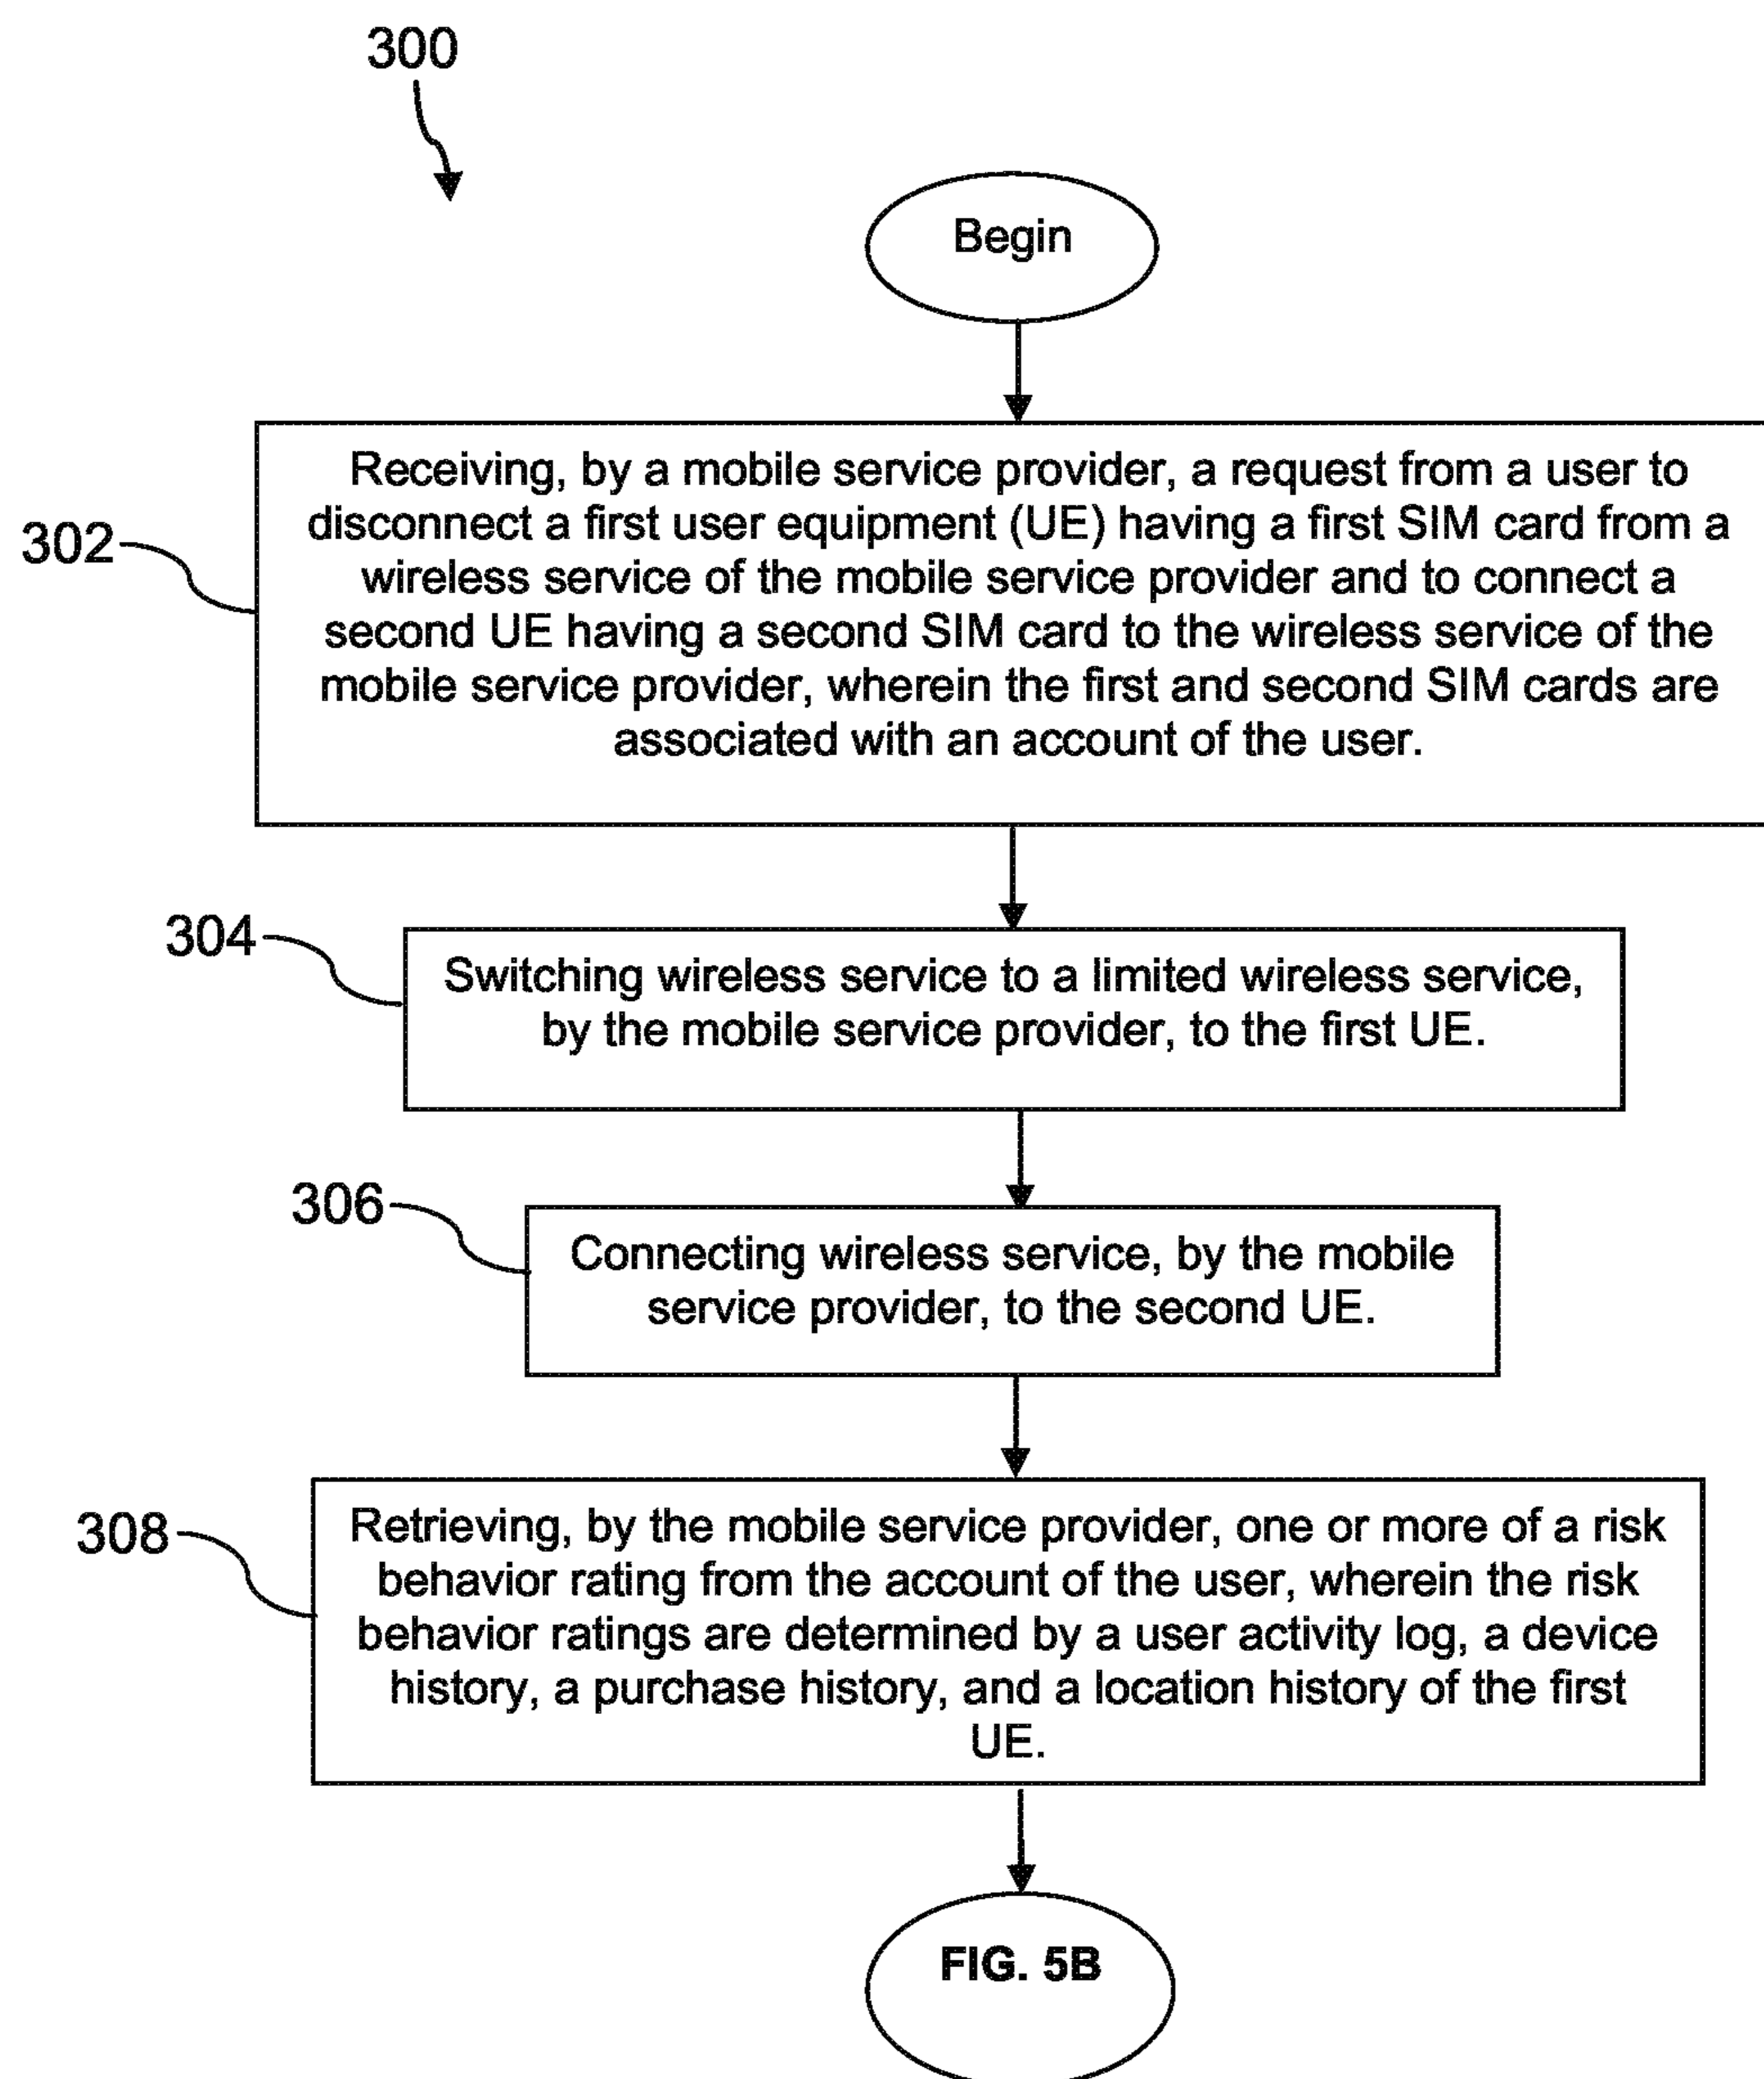 300
Begin
302
Receiving, by a mobile service provider, a request from a user to
disconnect a first user equipment (UE) having a first SIM card from a
wireless service of the mobile service provider and to connect a
second UE having a second SIM card to the wireless service of the
mobile service provider, wherein the first and second SIM cards are
associated with an account of the user.
304
Switching wireless service to a limited wireless service,
by the mobile service provider, to the first UE.
306
Connecting wireless service, by the mobile
service provider, to the second UE.
308
Retrieving, by the mobile service provider, one or more of a risk
behavior rating from the account of the user, wherein the risk
behavior ratings are determined by a user activity log, a device
history, a purchase history, and a location history of the first
UE.
FIG. 5B